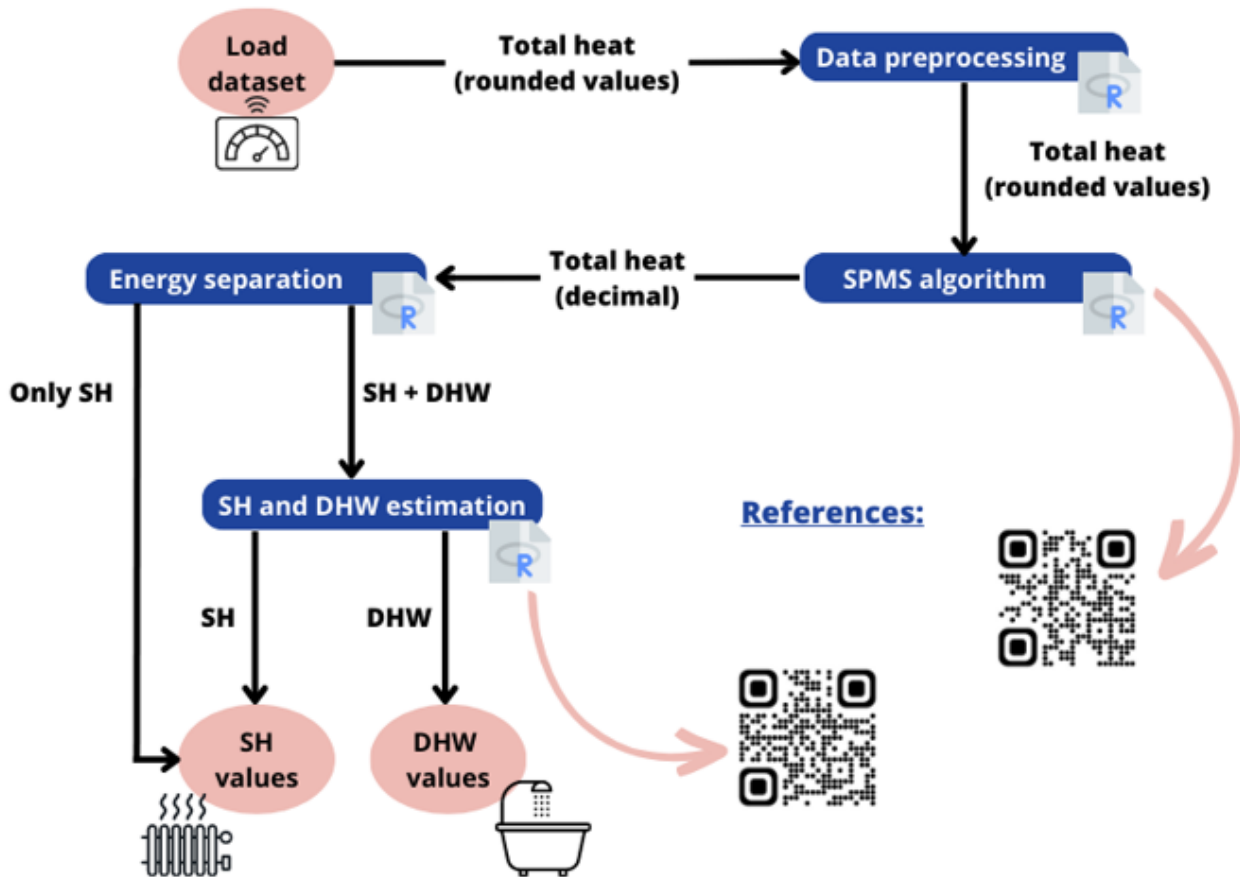 Load
dataset
Total heat
(rounded values)
Data preprocessing
R
Total heat
(rounded values)
Energy separation
R
Total heat
(decimal)
SPMS algorithm
R
Only SH
SH + DHW
SH and DHW estimation
R
References:
SH
DHW
SH
values
DHW
values